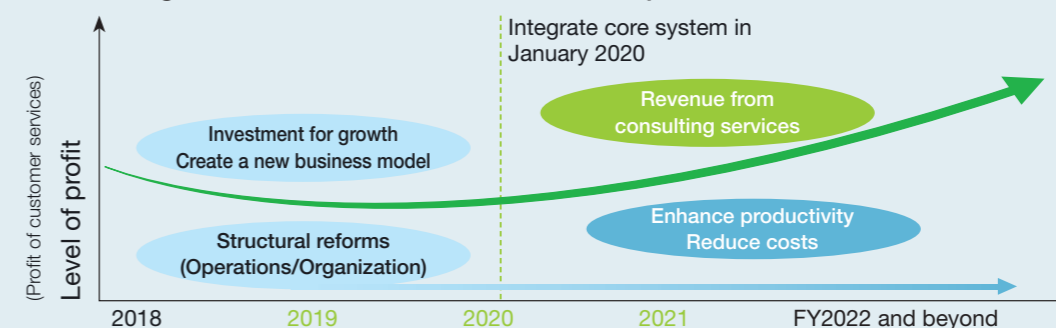 Integrate core system in
January 2020
Revenue from
consulting services
Investment for growth
Create a new business model
Enhance productivity
Reduce costs
Structural reforms
(Operations/Organization)
(Profit of customer services)
Level of profit
2018 2019 2020 2021 FY2022 and beyond